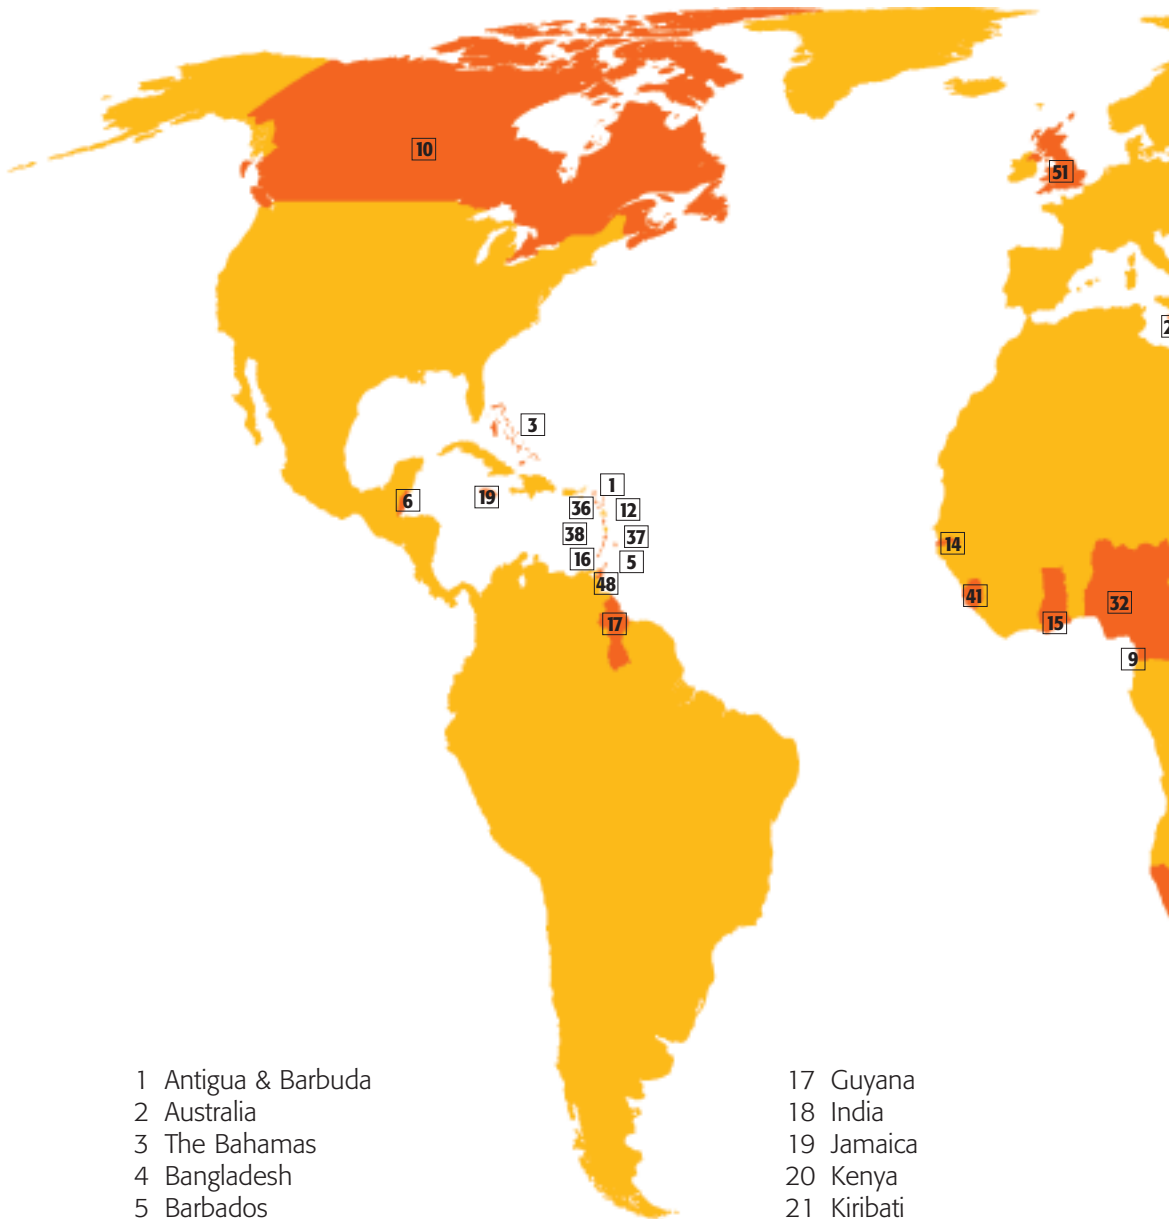 10
51
2
3
1
6
19
36
12
38
37
14
16
5
48
41
32
17
15
9
1 Antigua & Barbuda
2 Australia
3 The Bahamas
4 Bangladesh
5 Barbados
17 Guyana
18 India
19 Jamaica
20 Kenya
21 Kiribati